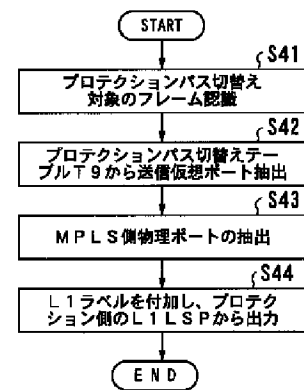 START
S41
プロテクションパス切替え
対象のフレーム認識
S42
プロテクションパス切替えテー
ブルT9から送信仮想ポート抽出
S43
MPLS側物理ポートの抽出
S44
L1ラベルを付加し、プロテク
ション側のL1LSPから出力
END